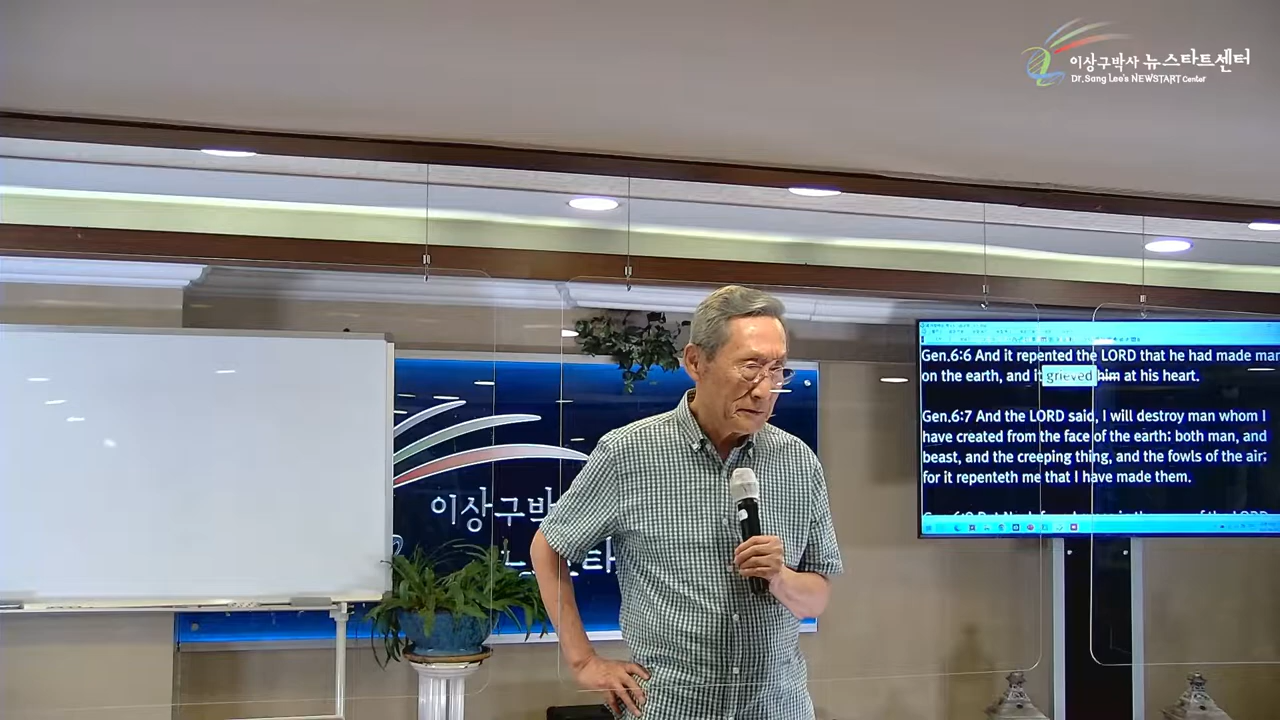 이상구박사 뉴스타트센터
Dr. Sang Lee's NEWSTART Center
Gen.6:6 And it repented the LORD that he had made man
on the earth, and it grieved him at his heart.
Gen.6:7 And the LORD said, I will destroy man whom I
have created from the face of the earth; both man, and
beast, and the creeping thing, and the fowls of the air;
for it repenteth me that I have made them.
이상구박
뉴스타